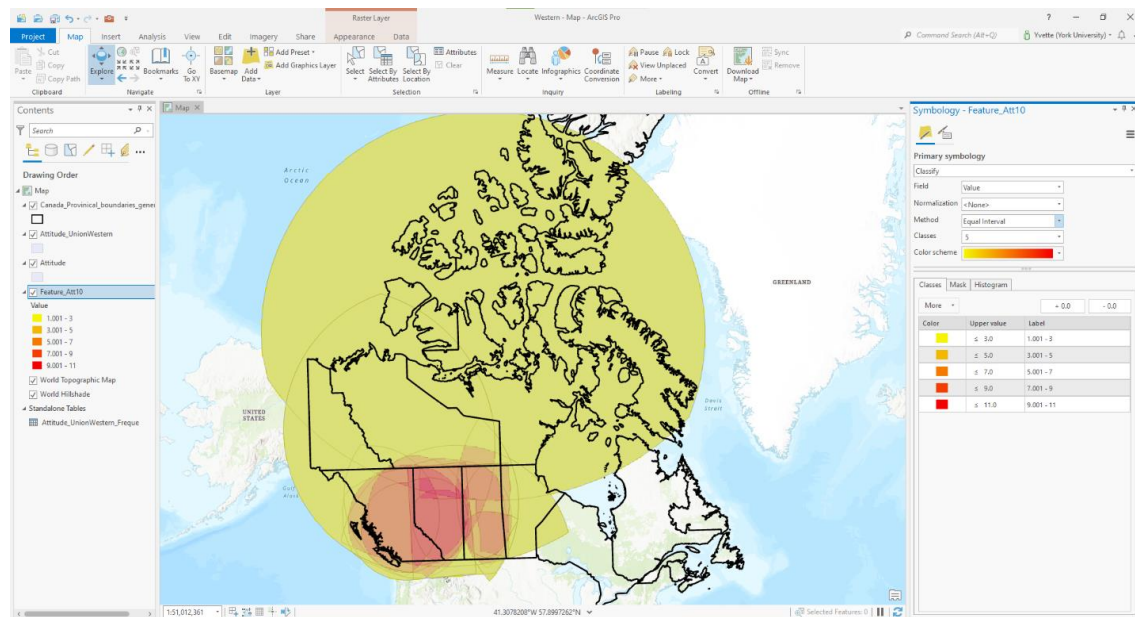 Raster Layer
Western - Map - ArcGIS Pro
?
Project Map Insert Analysis View Edit Imagery Share Appearance Data
Command Search (Alt+Q)
Yvette (York University)
Paste
Cut
Copy
Copy Path
Clipboard
Explore
Bookmarks
Go To XY
Navigate
Basemap
Add Data
Add Preset
Add Graphics Layer
Layer
Select
Select By Attributes
Select By Location
Attributes
Clear
Selection
Measure
Locate
Infographics
Coordinate Conversion
Inquiry
Pause
Lock
View Unplaced
More
Convert
Labeling
Download Map
Sync
Remove
Offline
Contents
Search
Drawing Order
Map
Canada_Provinical_boundaries_gener
Attitude_UnionWestern
Attitude
Feature_Att10
Value
1.001 - 3
3.001 - 5
5.001 - 7
7.001 - 9
9.001 - 11
World Topographic Map
World Hillshade
Standalone Tables
Attitude_UnionWestern_Freque
Map
Arctic
Ocean
GREENLAND
Davis
Strait
UNITED
STATES
1:51,012,361
41.3078208°W 57.8997262°N
Selected Features: 0
Symbology - Feature_Att10
Primary symbology
Classify
Field Value
Normalization <None>
Method Equal Interval
Classes 5
Color scheme
Classes Mask Histogram
More
+ 0.0
- 0.0
Color Upper value Label
≤ 3.0 1.001 - 3
≤ 5.0 3.001 - 5
≤ 7.0 5.001 - 7
≤ 9.0 7.001 - 9
≤ 11.0 9.001 - 11